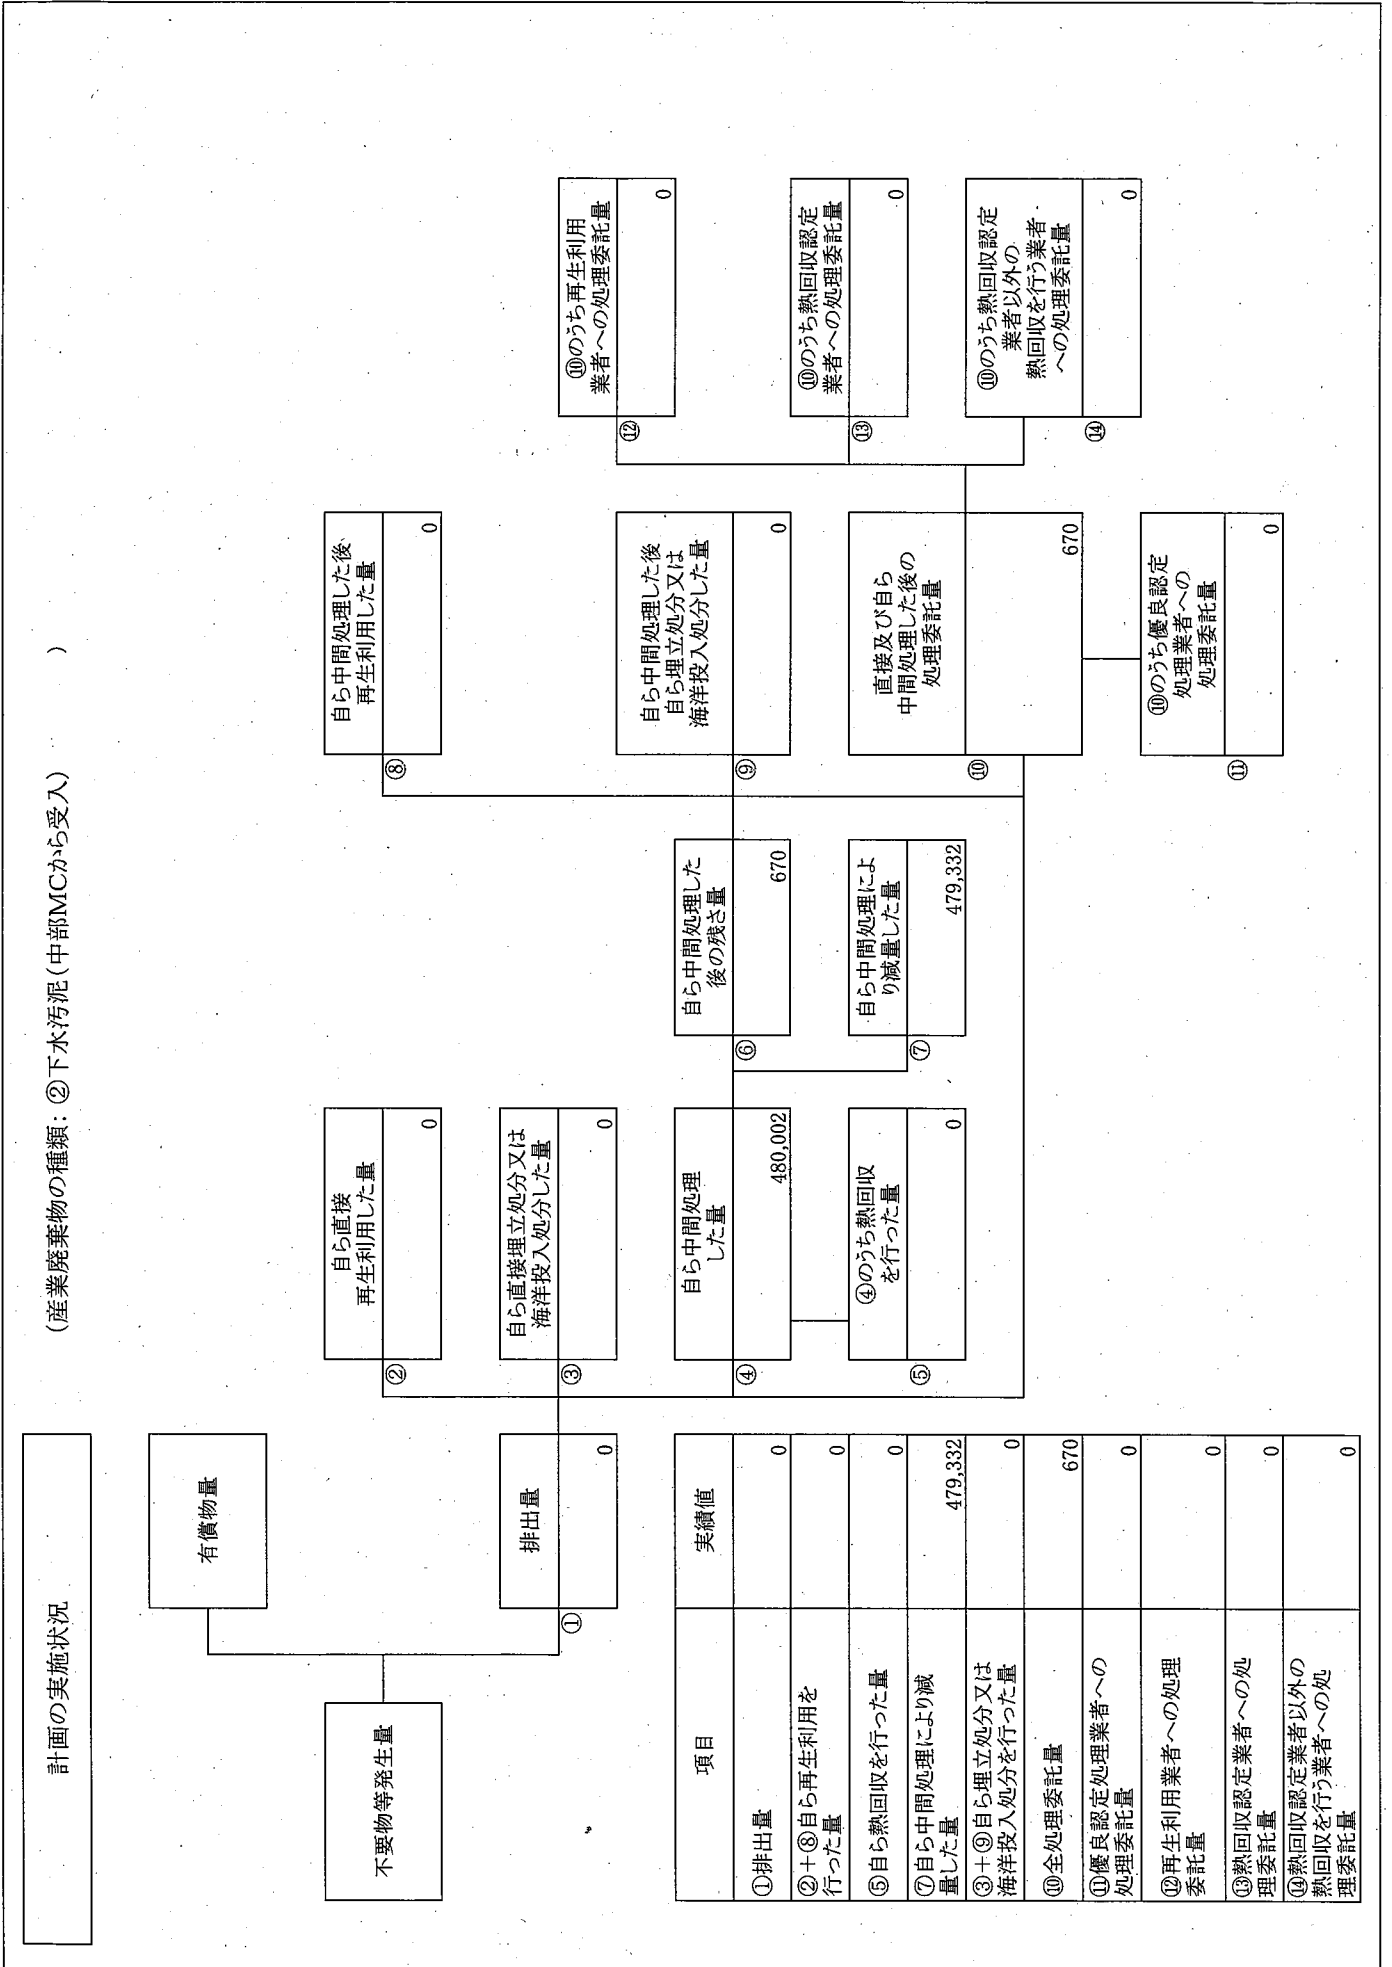 計画の実施状況
(産業廃棄物の種類：②下水汚泥(中部MCから受入)　　　)
不要物等発生量
有償物量
①
排出量
0
②
自ら直接
再生利用した量
0
③
自ら直接埋立処分又は
海洋投入処分した量
0
④
自ら中間処理
した量
480,002
⑤
④のうち熱回収
を行った量
0
⑥
自ら中間処理した
後の残さ量
670
⑦
自ら中間処理によ
り減量した量
479,332
⑧
自ら中間処理した後
再生利用した量
0
⑨
自ら中間処理した後
自ら埋立処分又は
海洋投入処分した量
0
⑩
直接及び自ら
中間処理した後の
処理委託量
670
⑪
⑩のうち優良認定
処理業者への
処理委託量
0
⑫
⑩のうち再生利用
業者への処理委託量
0
⑬
⑩のうち熱回収認定
業者への処理委託量
0
⑭
⑩のうち熱回収認定
業者以外の
熱回収を行う業者
への処理委託量
0
項目 実績値
①排出量 0
②+⑧自ら再生利用を
行った量 0
⑤自ら熱回収を行った量 0
⑦自ら中間処理により減
量した量 479,332
③+⑨自ら埋立処分又は
海洋投入処分を行った量 0
⑩全処理委託量 670
⑪優良認定処理業者への
処理委託量 0
⑫再生利用業者への処理
委託量 0
⑬熱回収認定業者への処
理委託量 0
⑭熱回収認定業者以外の
熱回収を行う業者への処
理委託量 0